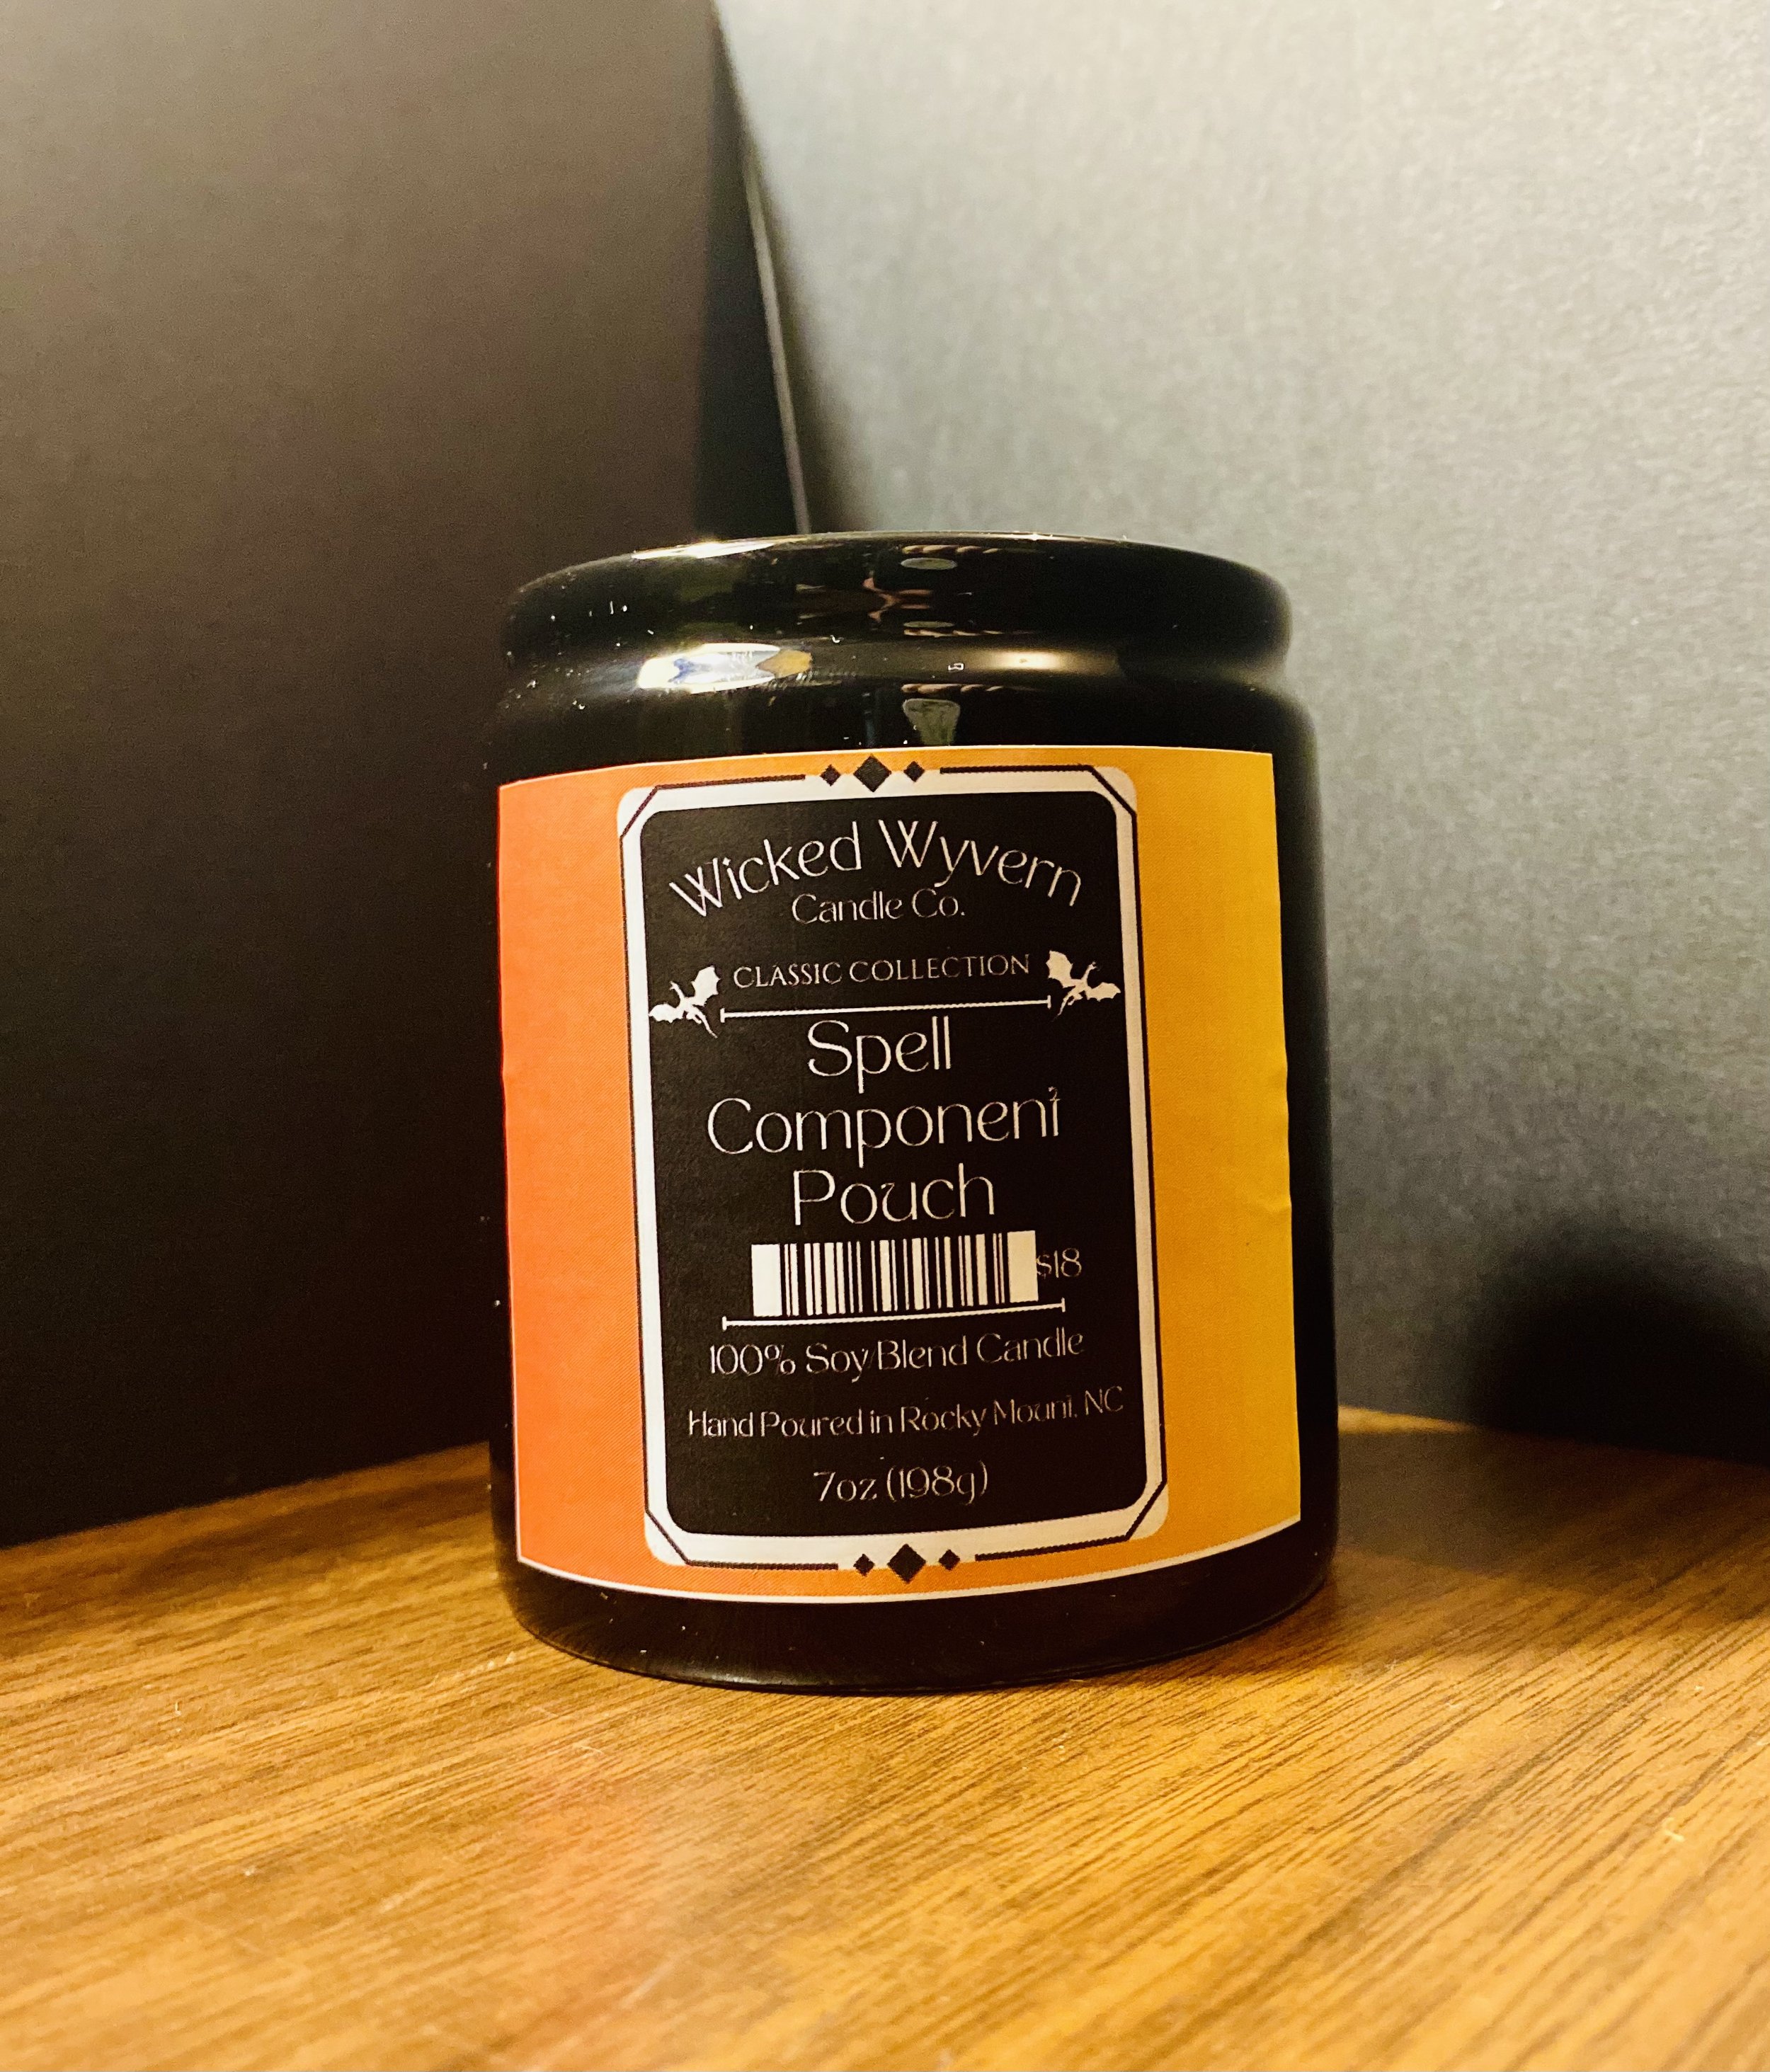 Wicked Wyvern
Candle Co.
CLASSIC COLLECTION
Spell
Component
Pouch
$18
100% Soy Blend Candle
Hand Poured in Rocky Mount, NC
7oz (198g)